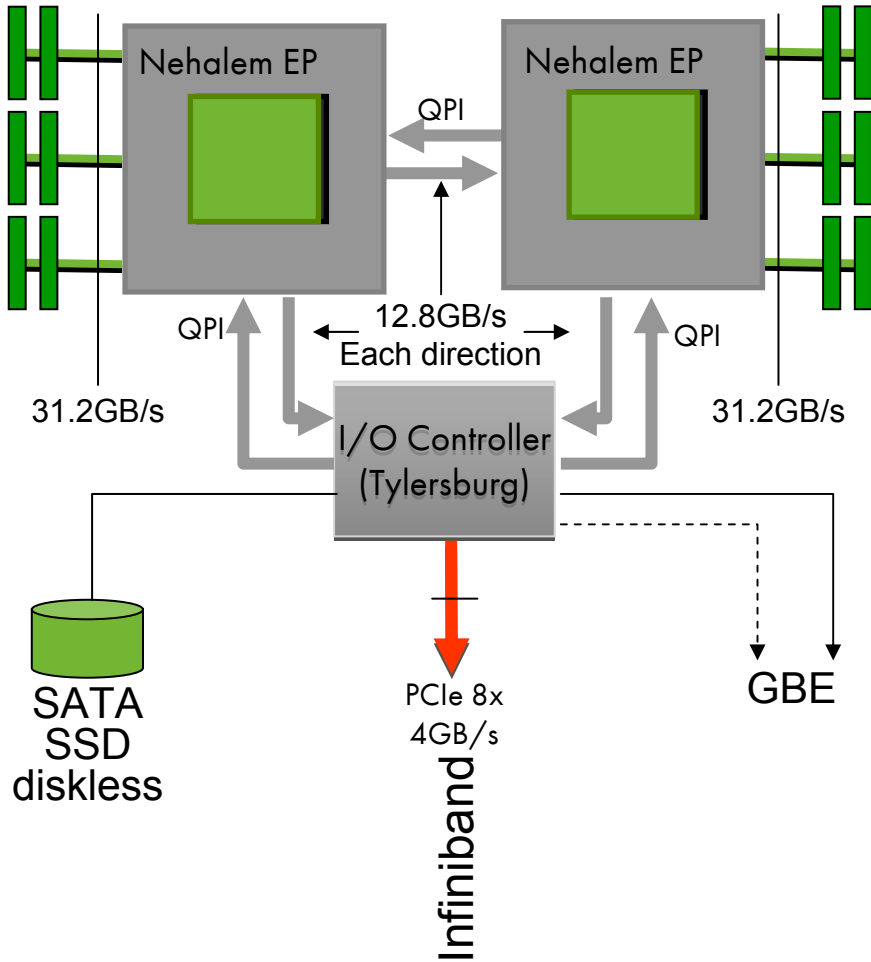 Nehalem EP
Nehalem EP
QPI
QPI
12.8GB/s
Each direction
QPI
31.2GB/s
31.2GB/s
I/O Controller
(Tylersburg)
SATA
SSD
diskless
PCIe 8x
4GB/s
Infiniband
GBE